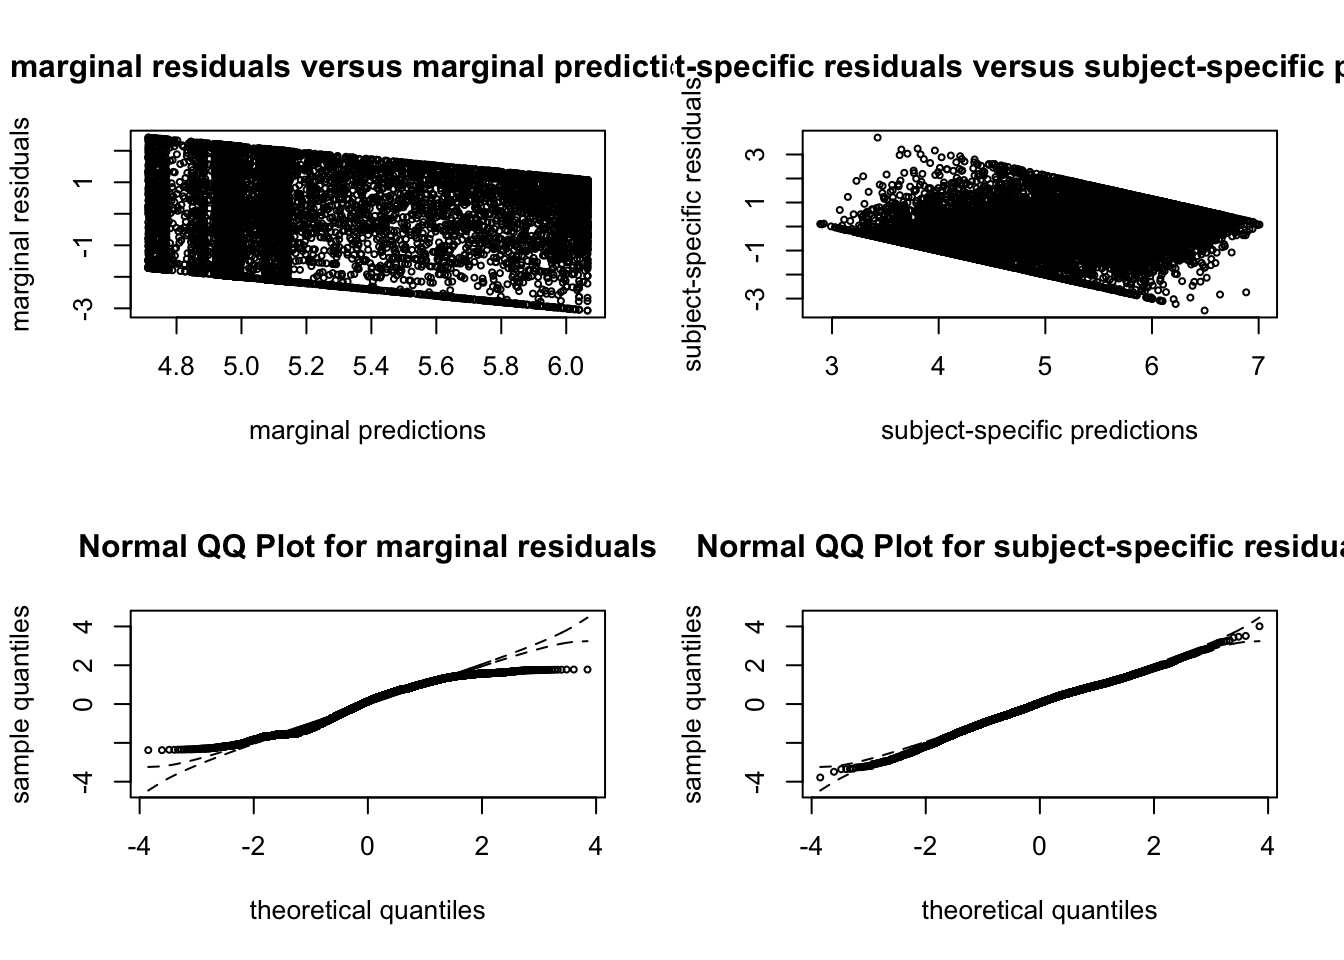 marginal residuals versus marginal predicti
t-specific residuals versus subject-specific p
marginal residuals
1
-1
-3
4.8 5.0 5.2 5.4 5.6 5.8 6.0
marginal predictions
subject-specific residuals
3
1
-1
-3
3 4 5 6 7
subject-specific predictions
Normal QQ Plot for marginal residuals
sample quantiles
4
2
0
-4
-4 -2 0 2 4
theoretical quantiles
Normal QQ Plot for subject-specific residua
sample quantiles
4
2
0
-4
-4 -2 0 2 4
theoretical quantiles